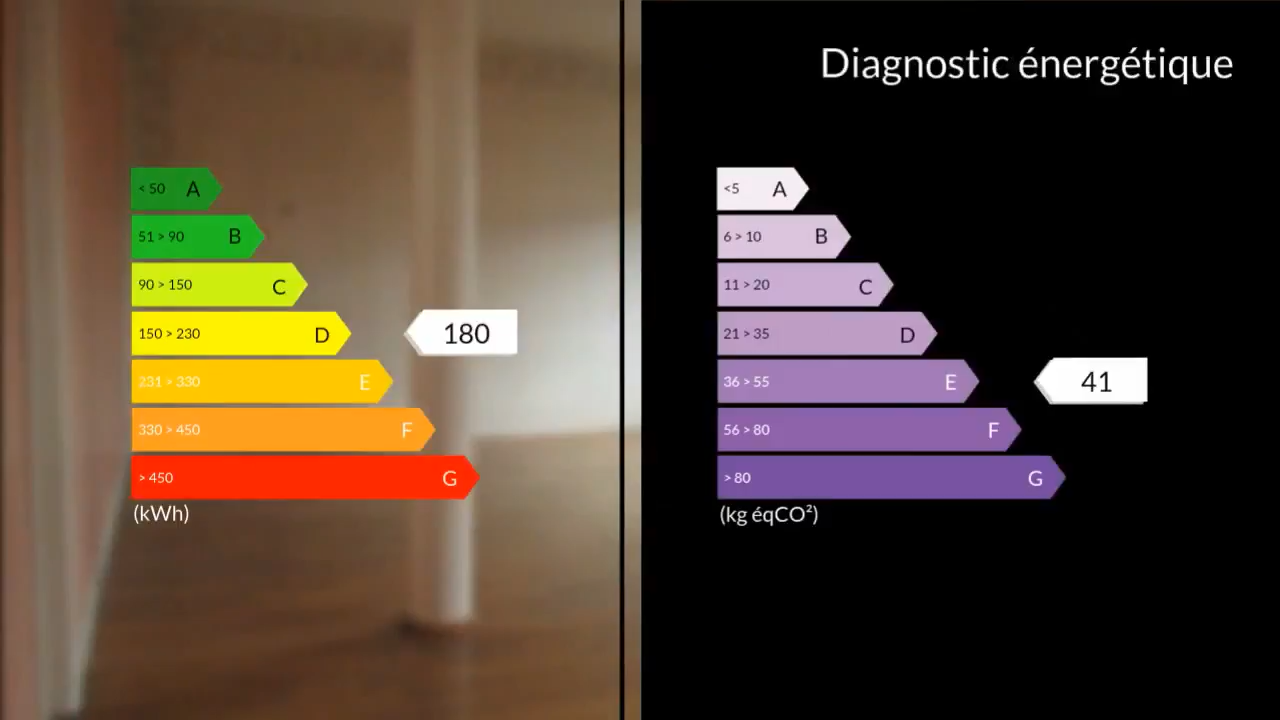 Diagnostic énergétique
< 50 A
51 > 90 B
90 > 150 C
150 > 230 D
180
231 > 330 E
330 > 450 F
> 450 G
(kWh)
<5 A
6 > 10 B
11 > 20 C
21 > 35 D
36 > 55 E
41
56 > 80 F
> 80 G
(kg éqCO²)